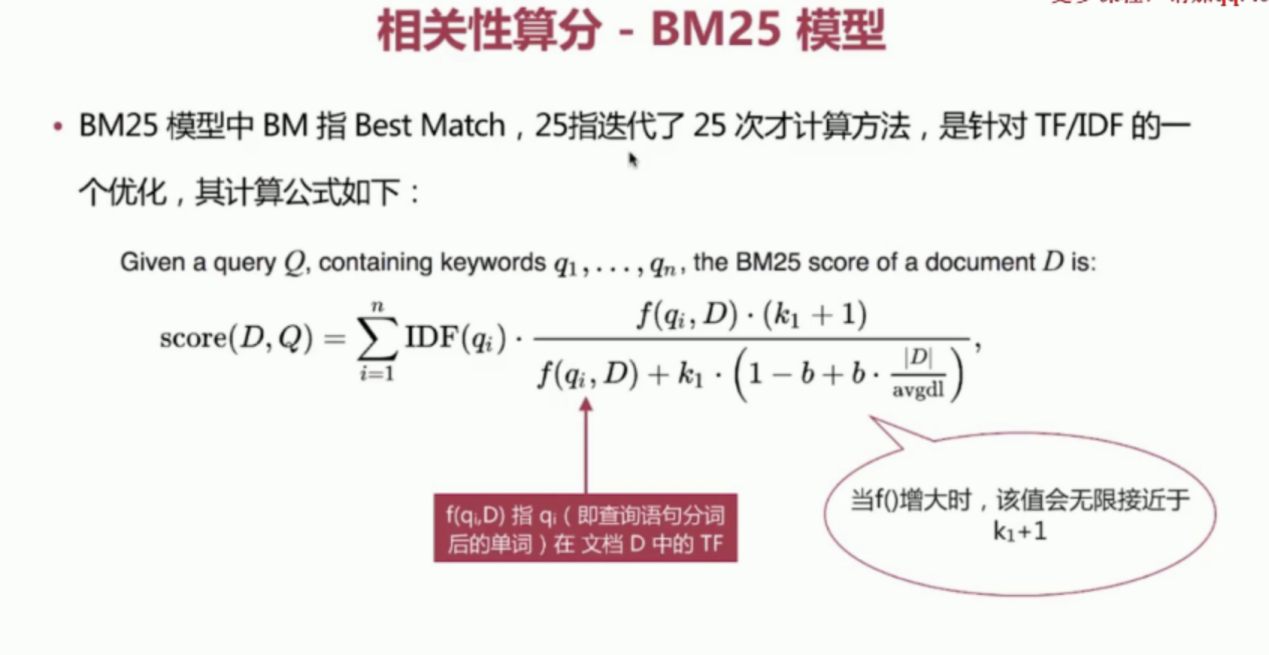 相关性算分 - BM25 模型
• BM25 模型中 BM 指 Best Match，25指迭代了 25 次才计算方法，是针对 TF/IDF 的一
个优化，其计算公式如下：
Given a query Q, containing keywords q₁, . . . , qₙ, the BM25 score of a document D is:
score(D, Q) = ∑_{i=1}^{n} IDF(qᵢ) · \frac{f(qᵢ, D) · (k₁ + 1)}{f(qᵢ, D) + k₁ · (1 − b + b · \frac{|D|}{avgdl})},
f(qᵢ,D) 指 qᵢ（即查询语句分词
后的单词）在 文档 D 中的 TF
当f()增大时，该值会无限接近于
k₁+1